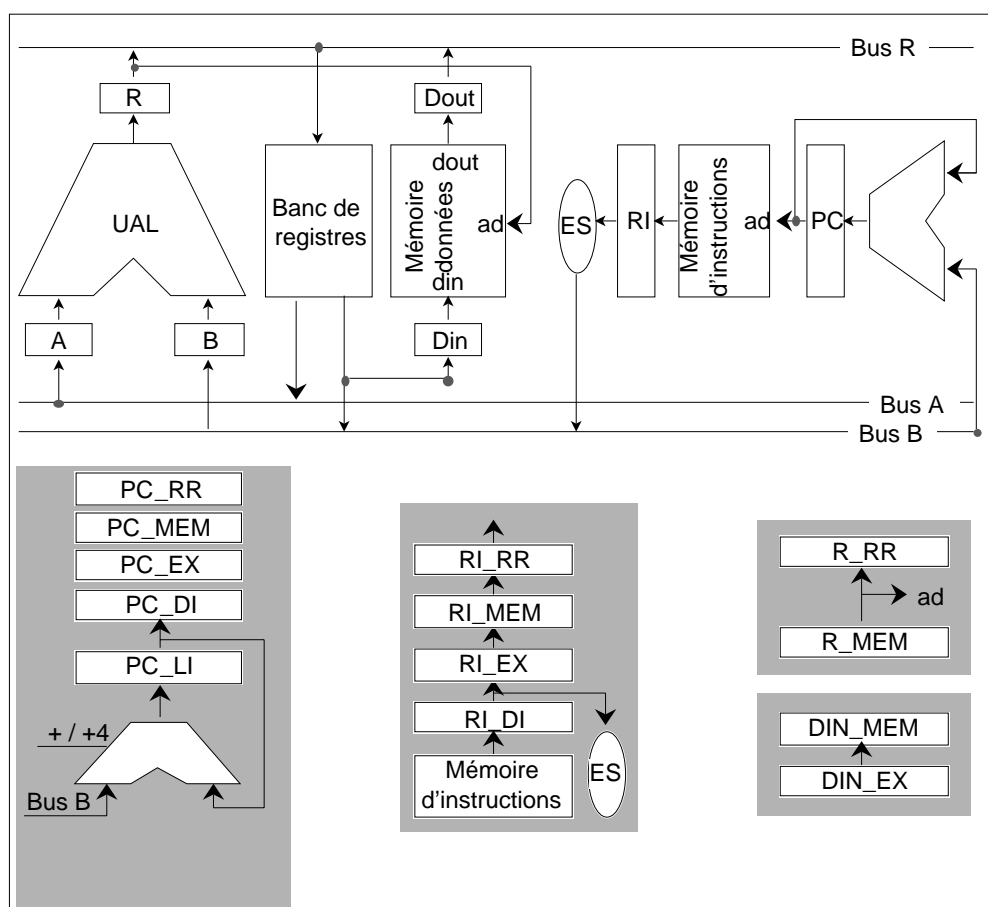 Bus R
R
Dout
UAL
Banc de
registres
Mémoire
données
dout
ad
din
ES
RI
Mémoire
d'instructions
ad
PC
A
B
Din
Bus A
Bus B
PC_RR
PC_MEM
PC_EX
PC_DI
PC_LI
+ / +4
Bus B
RI_RR
RI_MEM
RI_EX
RI_DI
Mémoire
d'instructions
ES
R_RR
ad
R_MEM
DIN_MEM
DIN_EX